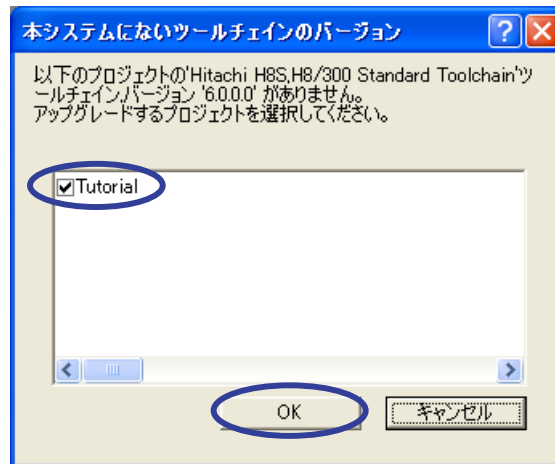 本システムにないツールチェインのバージョン
以下のプロジェクトの'Hitachi H8S,H8/300 Standard Toolchain'ツ
ールチェイン,バージョン '6.0.0.0' がありません。
アップグレードするプロジェクトを選択してください。
Tutorial
OK
キャンセル